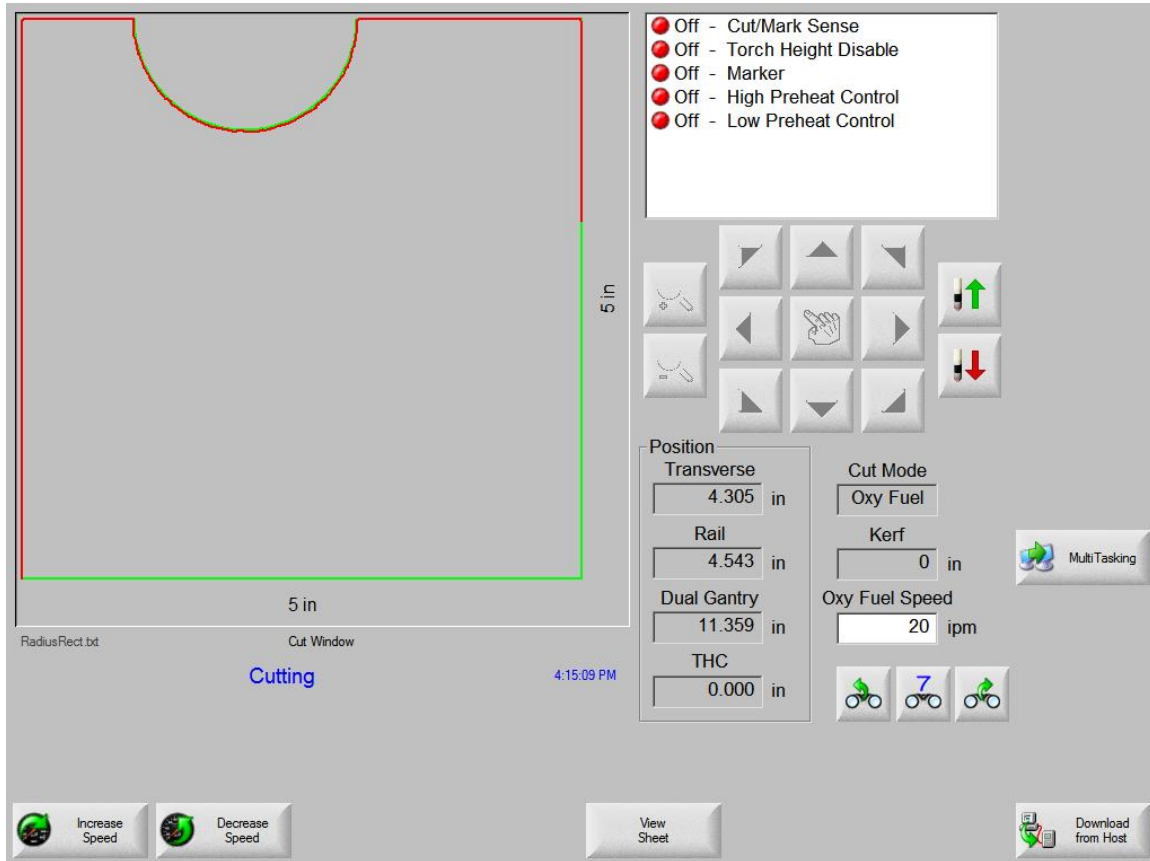 Off - Cut/Mark Sense
Off - Torch Height Disable
Off - Marker
Off - High Preheat Control
Off - Low Preheat Control
5 in
5 in
RadiusRect.txt
Cut Window
Cutting
4:15:09 PM
Position
Transverse
4.305 in
Rail
4.543 in
Dual Gantry
11.359 in
THC
0.000 in
Cut Mode
Oxy Fuel
Kerf
0 in
Oxy Fuel Speed
20 ipm
7
MultiTasking
Increase
Speed
Decrease
Speed
View
Sheet
Download
from Host